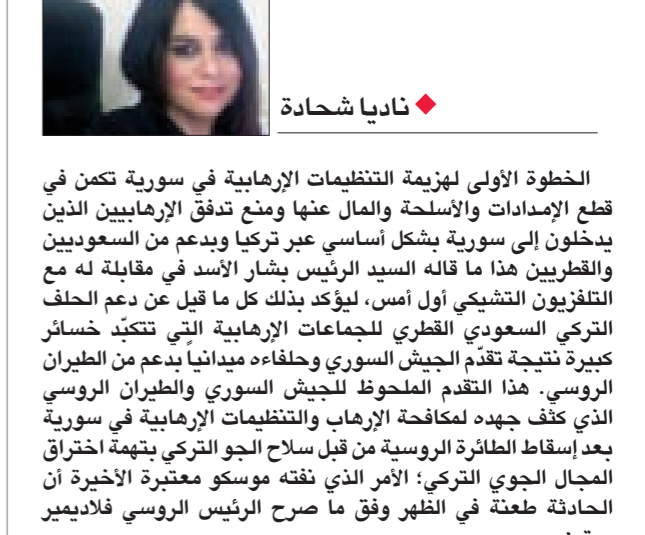 ناديا شحادة
الخطوة الأولى لهزيمة التنظيمات الإرهابية في سورية تكمن في
قطع الإمدادات والأسلحة والمال عنها ومنع تدفق الإرهابيين الذين
يدخلون إلى سورية بشكل أساسي عبر تركيا وبدعم من السعوديين
والقطريين هذا ما قاله السيد الرئيس بشار الأسد في مقابلة له مع
التلفزيون التشيكي أول أمس، ليؤكد بذلك كل ما قيل عن دعم الحلف
التركي السعودي القطري للجماعات الإرهابية التي تتكبّد خسائر
كبيرة نتيجة تقدّم الجيش السوري وحلفاءه ميدانياً بدعم من الطيران
الروسي. هذا التقدم الملحوظ للجيش السوري والطيران الروسي
الذي كثف جهده لمكافحة الإرهاب والتنظيمات الإرهابية في سورية
بعد إسقاط الطائرة الروسية من قبل سلاح الجو التركي بتهمة اختراق
المجال الجوي التركي؛ الأمر الذي نفته موسكو معتبرة الأخيرة أن
الحادثة طعنة في الظهر وفق ما صرح الرئيس الروسي فلاديمير